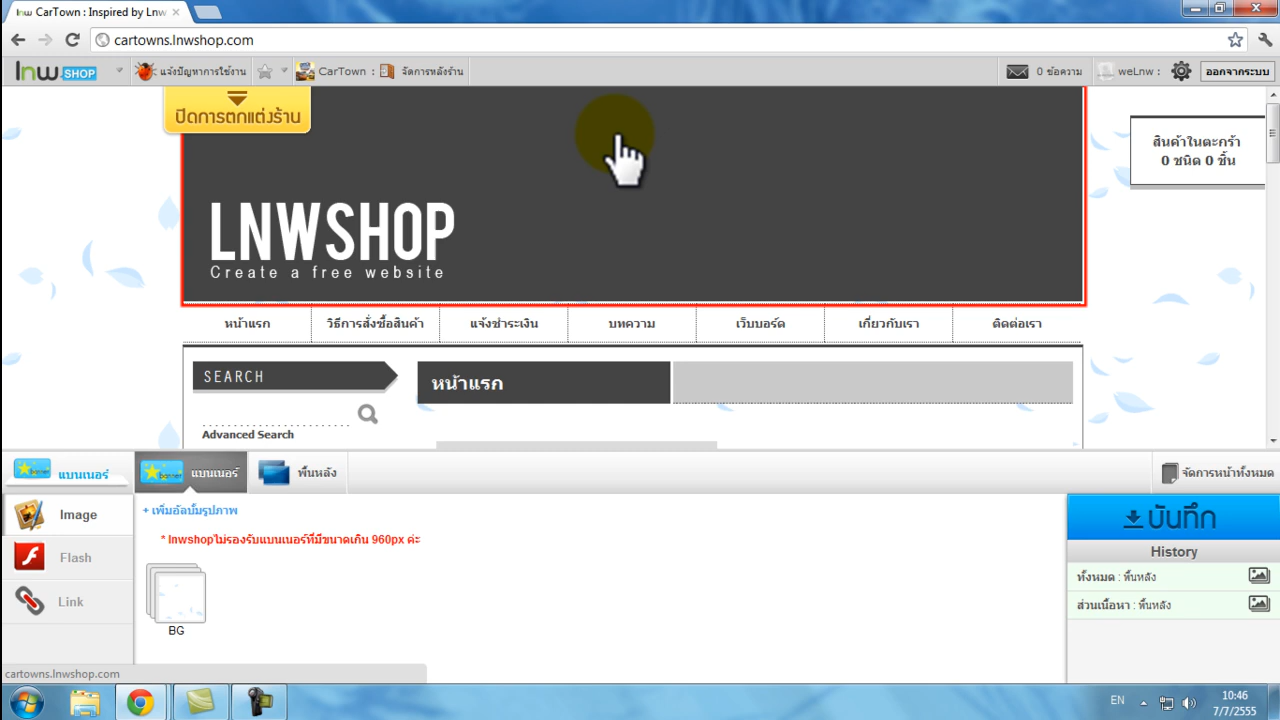 lnw CarTown : Inspired by Lnw
cartowns.lnwshop.com
lnw SHOP
แจ้งปัญหาการใช้งาน
CarTown :
จัดการหลังร้าน
0 ข้อความ
weLnw :
ออกจากระบบ
ปิดการตกแต่งร้าน
สินค้าในตะกร้า
0 ชนิด 0 ชิ้น
LNWSHOP
Create a free website
หน้าแรก
วิธีการสั่งซื้อสินค้า
แจ้งชำระเงิน
บทความ
เว็บบอร์ด
เกี่ยวกับเรา
ติดต่อเรา
SEARCH
หน้าแรก
Advanced Search
banner แบนเนอร์
banner แบนเนอร์
พื้นหลัง
จัดการหน้าทั้งหมด
Image
Flash
Link
+ เพิ่มอัลบั้มรูปภาพ
* lnwshopไม่รองรับแบนเนอร์ที่มีขนาดเกิน 960px ค่ะ
BG
บันทึก
History
ทั้งหมด : พื้นหลัง
ส่วนเนื้อหา : พื้นหลัง
cartowns.lnwshop.com
EN
10:46
7/7/2555